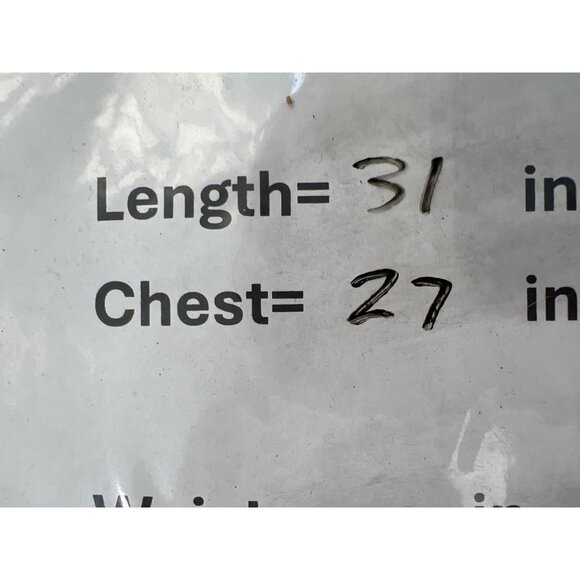 Length= 31 in
Chest= 27 in